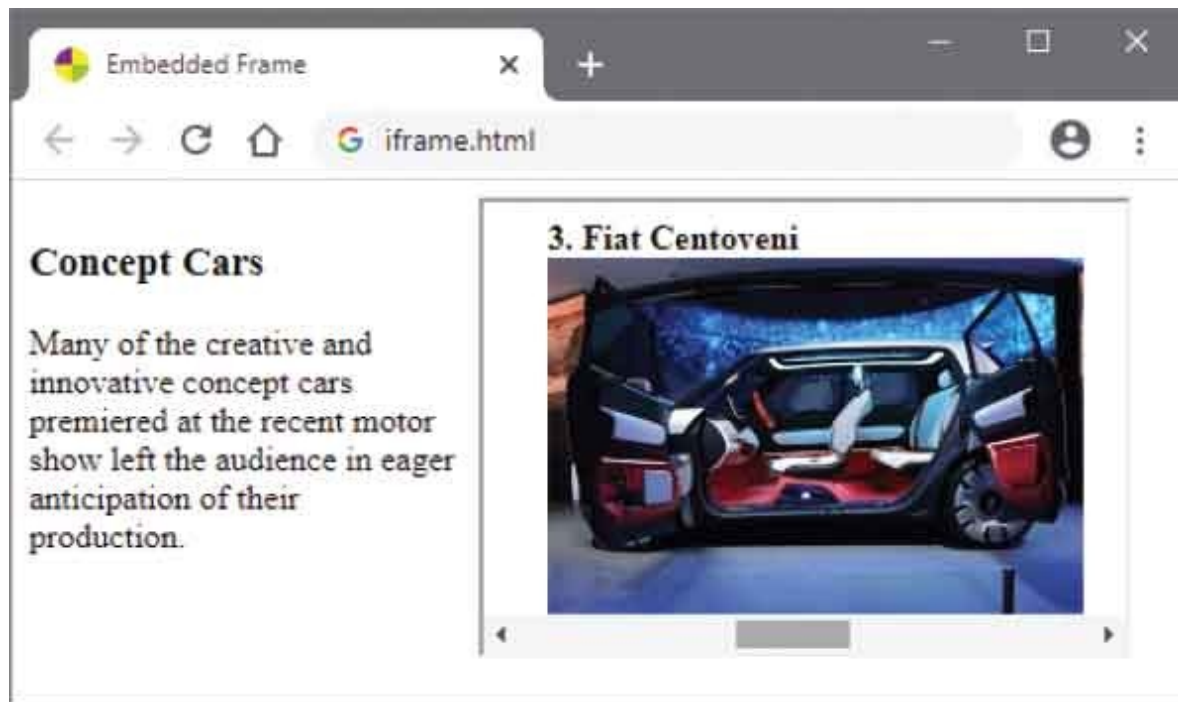 Embedded Frame
iframe.html
Concept Cars
Many of the creative and
innovative concept cars
premiered at the recent motor
show left the audience in eager
anticipation of their
production.
3. Fiat Centoveni